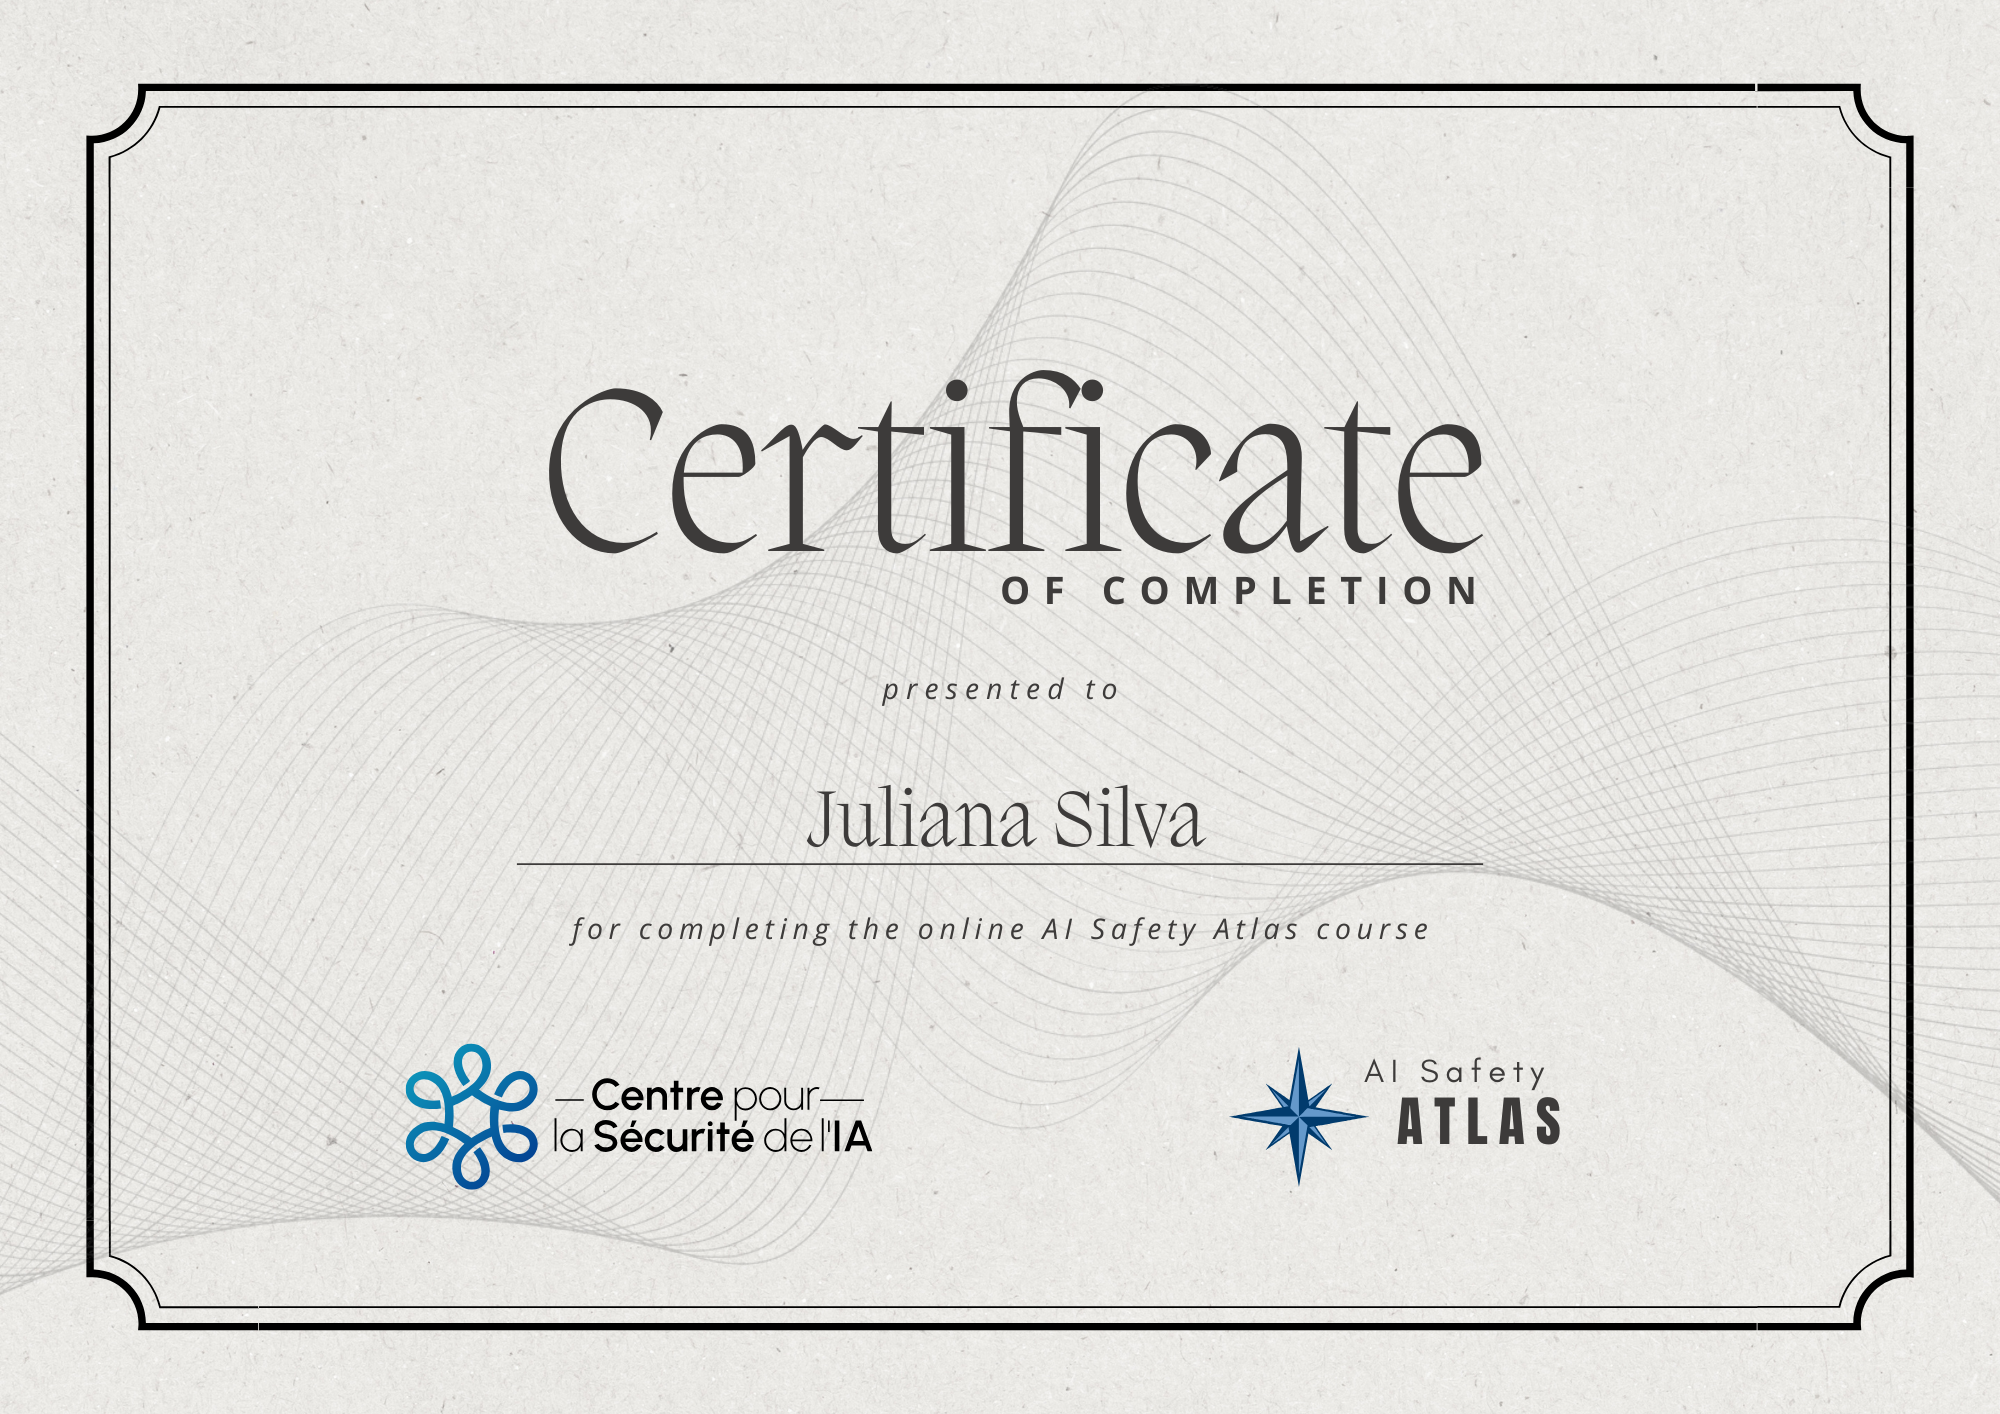 Certificate
OF COMPLETION
presented to
Juliana Silva
for completing the online AI Safety Atlas course
Centre pour
la Sécurité de l'IA
AI Safety
ATLAS